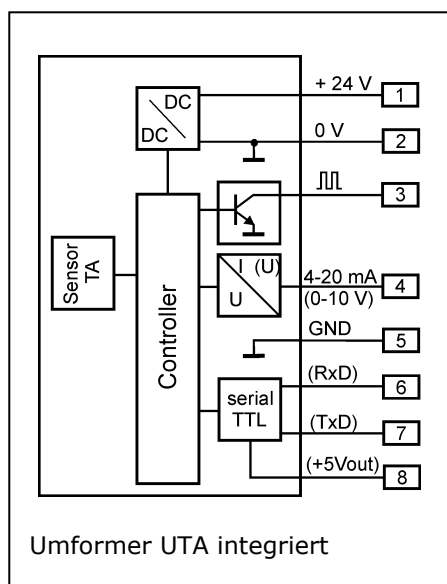 + 24 V
1
DC
DC
0 V
2
3
Sensor
TA
Controller
I (U)
U
4-20 mA
(0-10 V)
4
GND
5
serial
TTL
(RxD)
6
(TxD)
7
(+5Vout)
8
Umformer UTA integriert